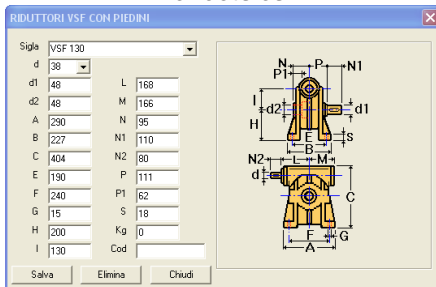 RIDUTTORI VSF CON PIEDINI
Sigla VSF 130
d 38
d1 48 L 168
d2 48 M 166
A 290 N 95
B 227 N1 110
C 404 N2 80
E 190 P 111
F 240 P1 62
G 15 S 18
H 200 Kg 0
I 130 Cod
Salva Elimina Chiudi
N P N1
P1
I d2 d1
H
E S
B
N2 L M
d C
F G
A